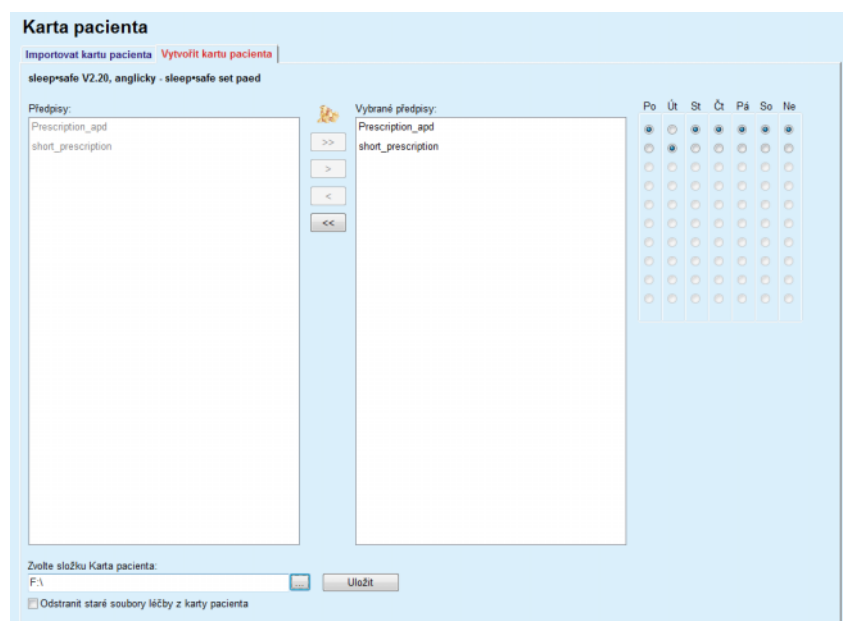 Karta pacienta
Importovat kartu pacienta Vytvořit kartu pacienta
sleep•safe V2.20, anglicky - sleep•safe set paed
Předpisy:
Prescription_apd
short_prescription
>>
>
<
<<
Vybrané předpisy:
Prescription_apd
short_prescription
Po Út St Čt Pá So Ne
Zvolte složku Karta pacienta:
F:\
...
Uložit
Odstranit staré soubory léčby z karty pacienta